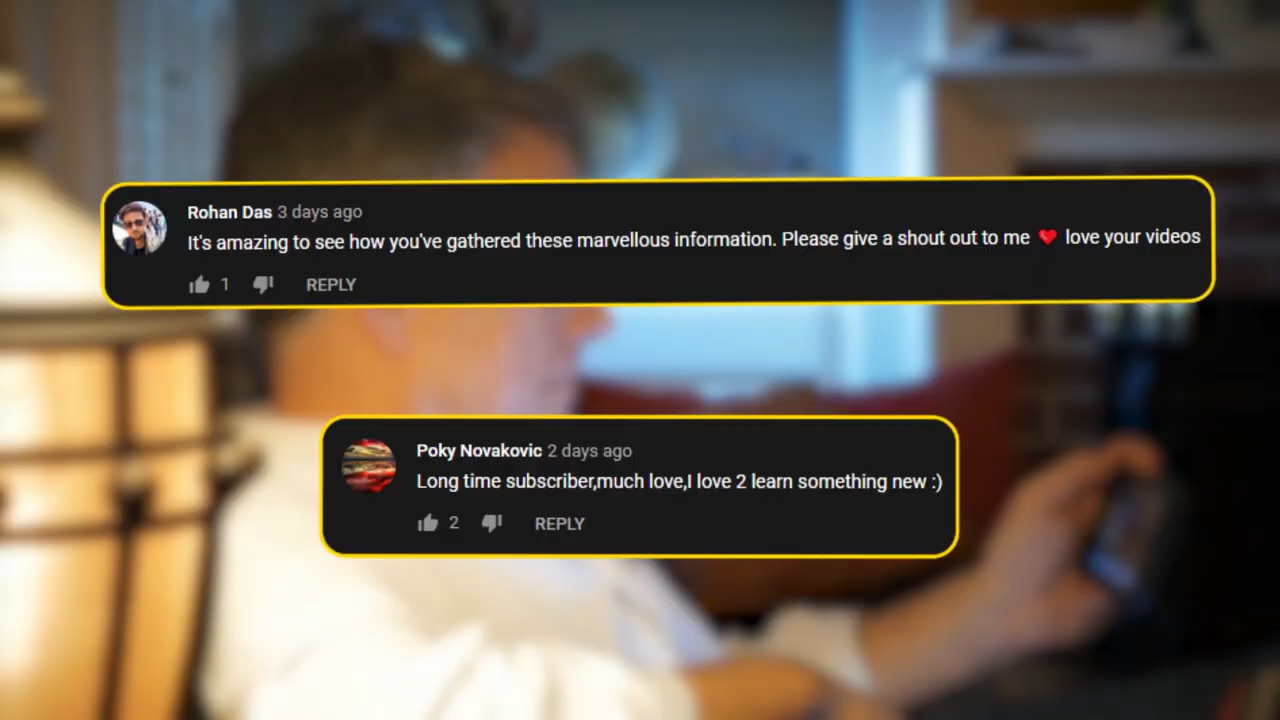 Rohan Das 3 days ago
It's amazing to see how you've gathered these marvellous information. Please give a shout out to me ❤️ love your videos
1 REPLY
Poky Novakovic 2 days ago
Long time subscriber,much love,I love 2 learn something new :)
2 REPLY